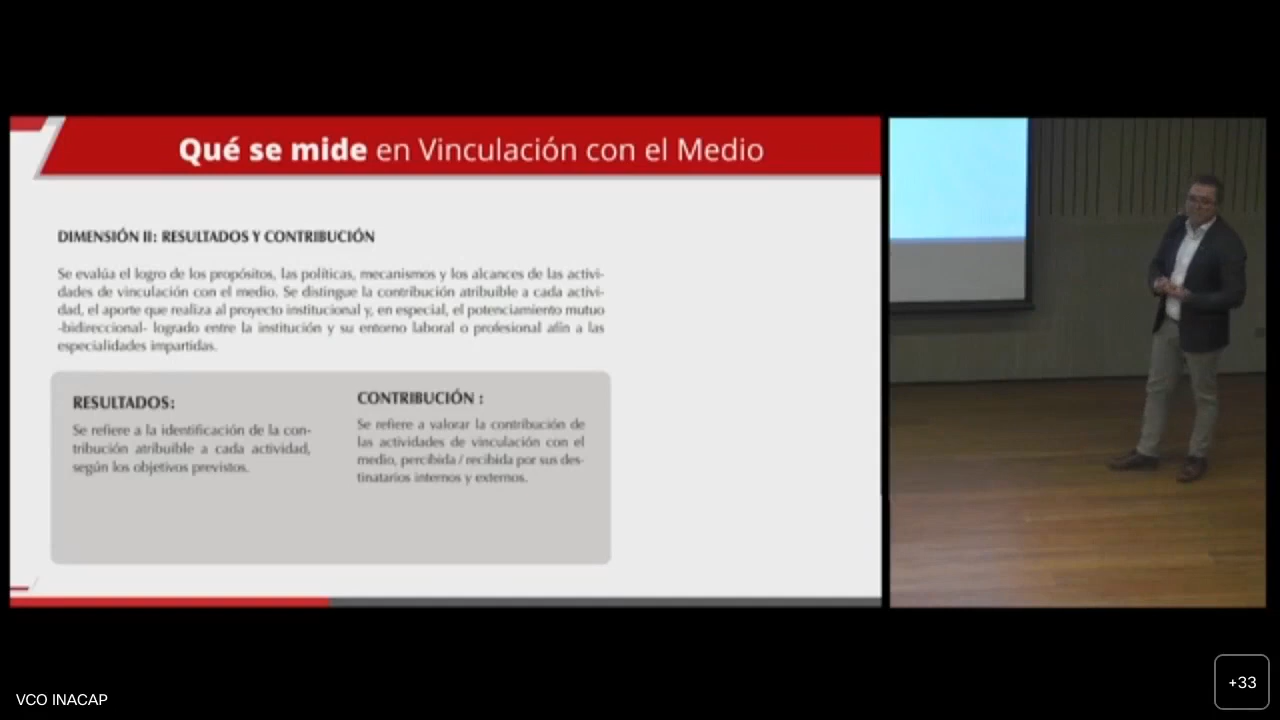 Qué se mide en Vinculación con el Medio
DIMENSIÓN II: RESULTADOS Y CONTRIBUCIÓN
Se evalúa el logro de los propósitos, las políticas, mecanismos y los alcances de las activi-
dades de vinculación con el medio. Se distingue la contribución atribuible a cada activi-
dad, el aporte que realiza al proyecto institucional y, en especial, el potenciamiento mutuo
-bidireccional- logrado entre la institución y su entorno laboral o profesional afín a las
especialidades impartidas.
RESULTADOS:
Se refiere a la identificación de la con-
tribución atribuible a cada actividad,
según los objetivos previstos.
CONTRIBUCIÓN :
Se refiere a valorar la contribución de
las actividades de vinculación con el
medio, percibida / recibida por sus des-
tinatarios internos y externos.
VCO INACAP
+33